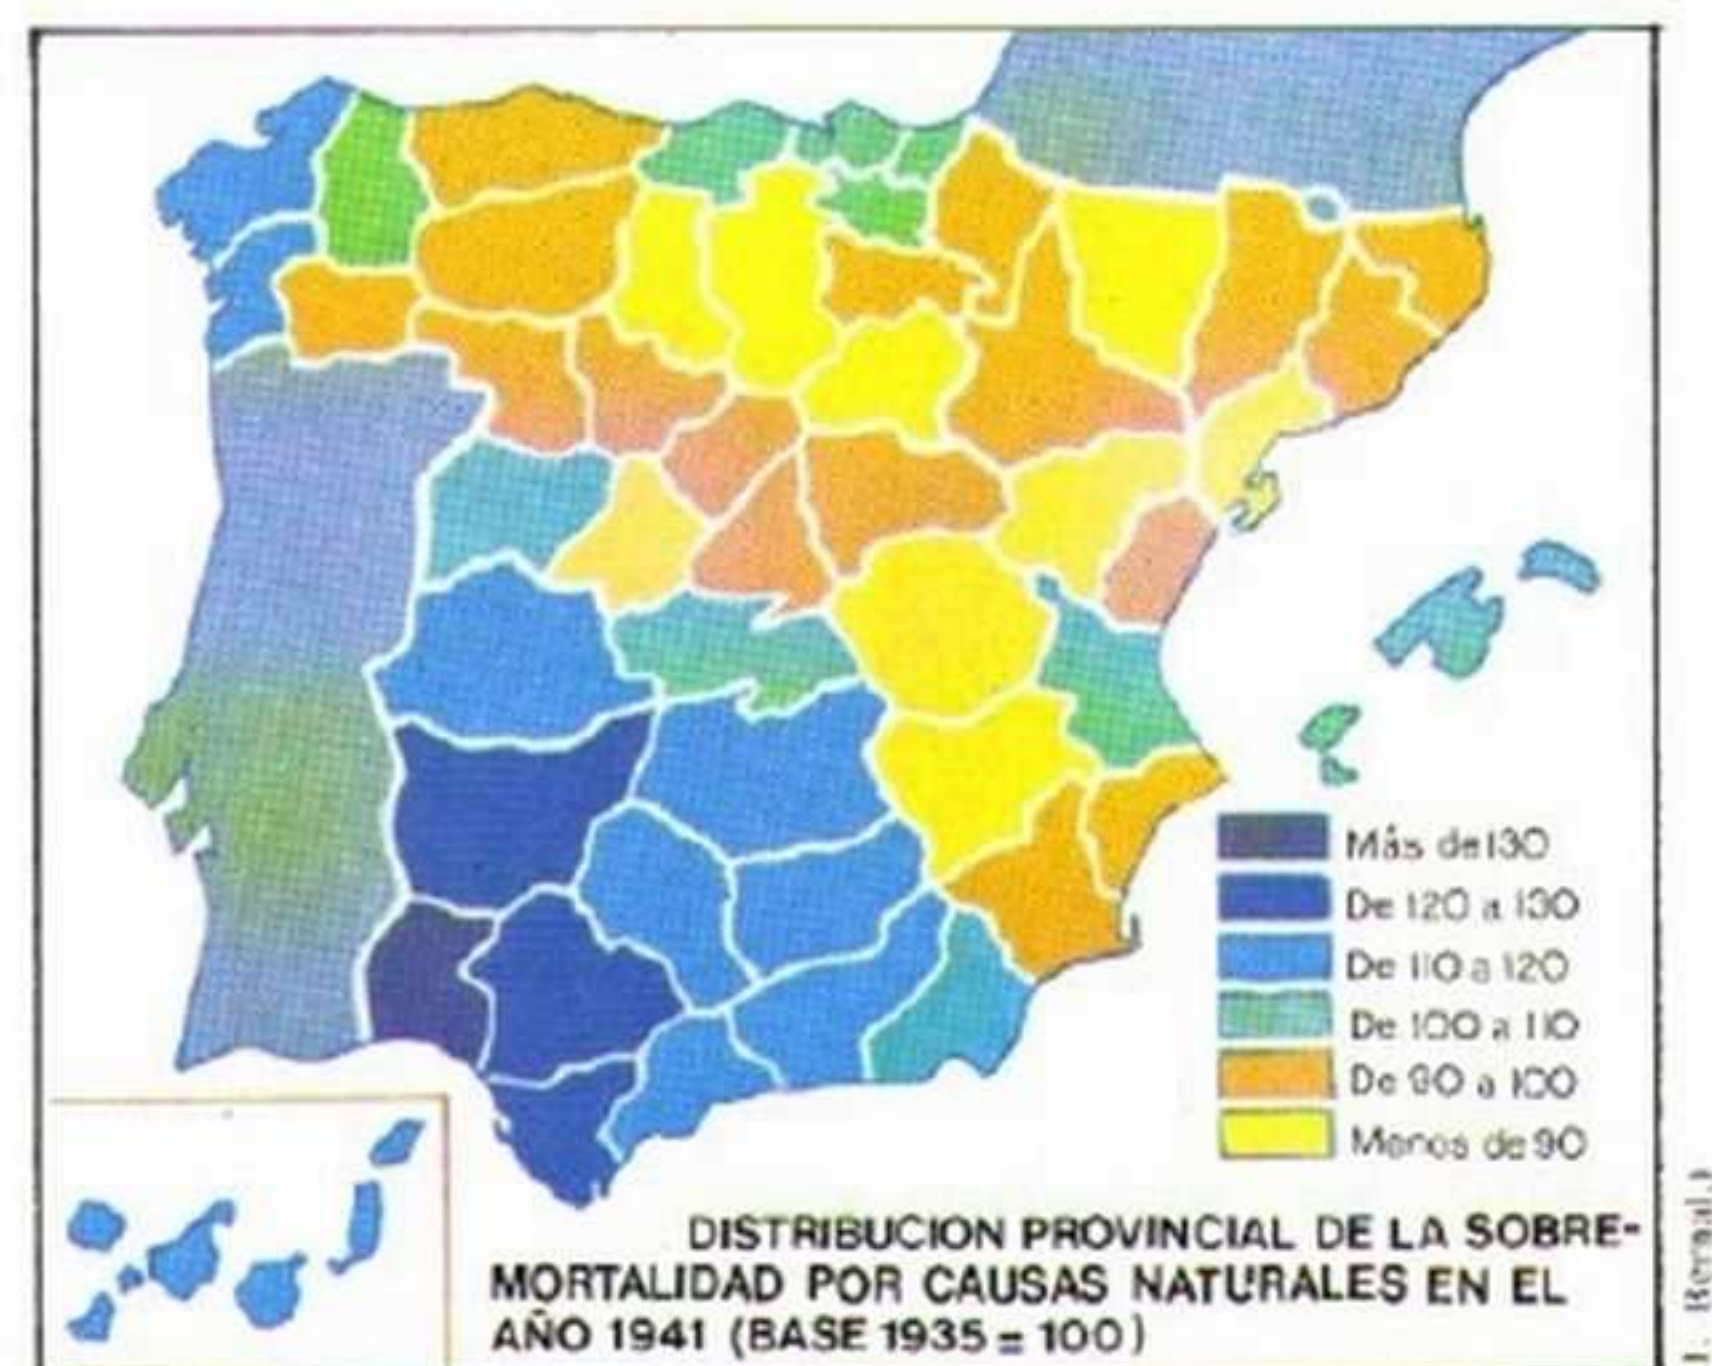 Más de 130
De 120 a 130
De 110 a 120
De 100 a 110
De 90 a 100
Menos de 90
DISTRIBUCION PROVINCIAL DE LA SOBRE-
MORTALIDAD POR CAUSAS NATURALES EN EL
AÑO 1941 (BASE 1935 = 100)
J. Bernal.)